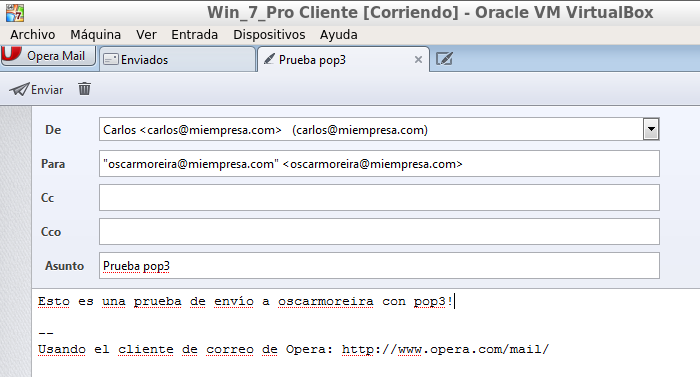 Win_7_Pro Cliente [Corriendo] - Oracle VM VirtualBox
Archivo Máquina Ver Entrada Dispositivos Ayuda
Opera Mail Enviados Prueba pop3
Enviar
De Carlos <carlos@miempresa.com> (carlos@miempresa.com)
Para "oscarmoreira@miempresa.com" <oscarmoreira@miempresa.com>
Cc
Cco
Asunto Prueba pop3
Esto es una prueba de envío a oscarmoreira con pop3!
--
Usando el cliente de correo de Opera: http://www.opera.com/mail/